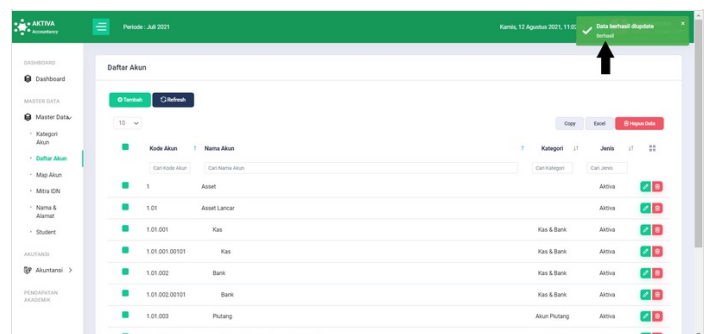 AKTIVA
Accountancy
Periode : Juli 2021
Kamis, 12 Agustus 2021, 11:03
Data berhasil diupdate
×
Berhasil
DASHBOARD
Dashboard
MASTER DATA
Master Data
Kategori
Akun
Daftar Akun
Map Akun
Mitra IDN
Nama &
Alamat
Student
AKUTANSI
Akuntansi >
PENDAPATAN
AKADEMIK
Daftar Akun
Tambah Refresh
10
Copy Excel Hapus Data
Kode Akun Nama Akun Kategori Jenis
Cari Kode Akun Cari Nama Akun Cari Kategori Cari Jenis
1 Asset Aktiva
1.01 Asset Lancar Aktiva
1.01.001 Kas Kas & Bank Aktiva
1.01.001.00101 Kas Kas & Bank Aktiva
1.01.002 Bank Kas & Bank Aktiva
1.01.002.00101 Bank Kas & Bank Aktiva
1.01.003 Piutang Akun Piutang Aktiva